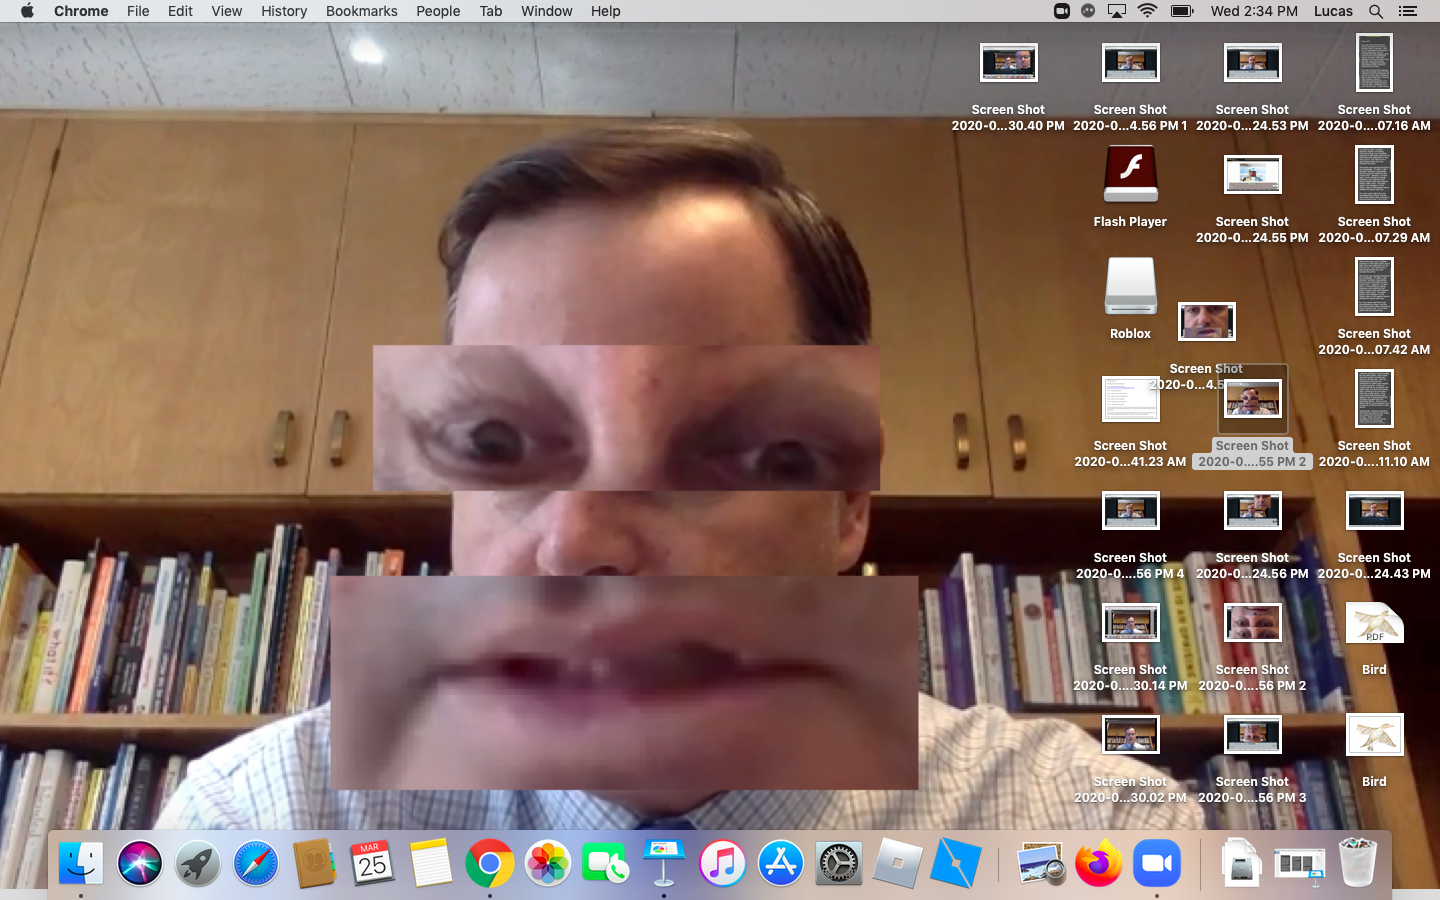 Chrome File Edit View History Bookmarks People Tab Window Help
Wed 2:34 PM Lucas
Screen Shot
2020-0...30.40 PM
Screen Shot
2020-0...4.56 PM 1
Screen Shot
2020-0...24.53 PM
Screen Shot
2020-0....07.16 AM
Flash Player
Screen Shot
2020-0...24.55 PM
Screen Shot
2020-0....07.29 AM
Roblox
Screen Shot
2020-0...4.5
Screen Shot
2020-0....07.42 AM
Screen Shot
2020-0...41.23 AM
Screen Shot
2020-0....55 PM 2
Screen Shot
2020-0....11.10 AM
Screen Shot
2020-0....56 PM 4
Screen Shot
2020-0...24.56 PM
Screen Shot
2020-0...24.43 PM
Screen Shot
2020-0....30.14 PM
Screen Shot
2020-0....56 PM 2
PDF
Bird
Screen Shot
2020-0...30.02 PM
Screen Shot
2020-0....56 PM 3
Bird
what if
MAR
25